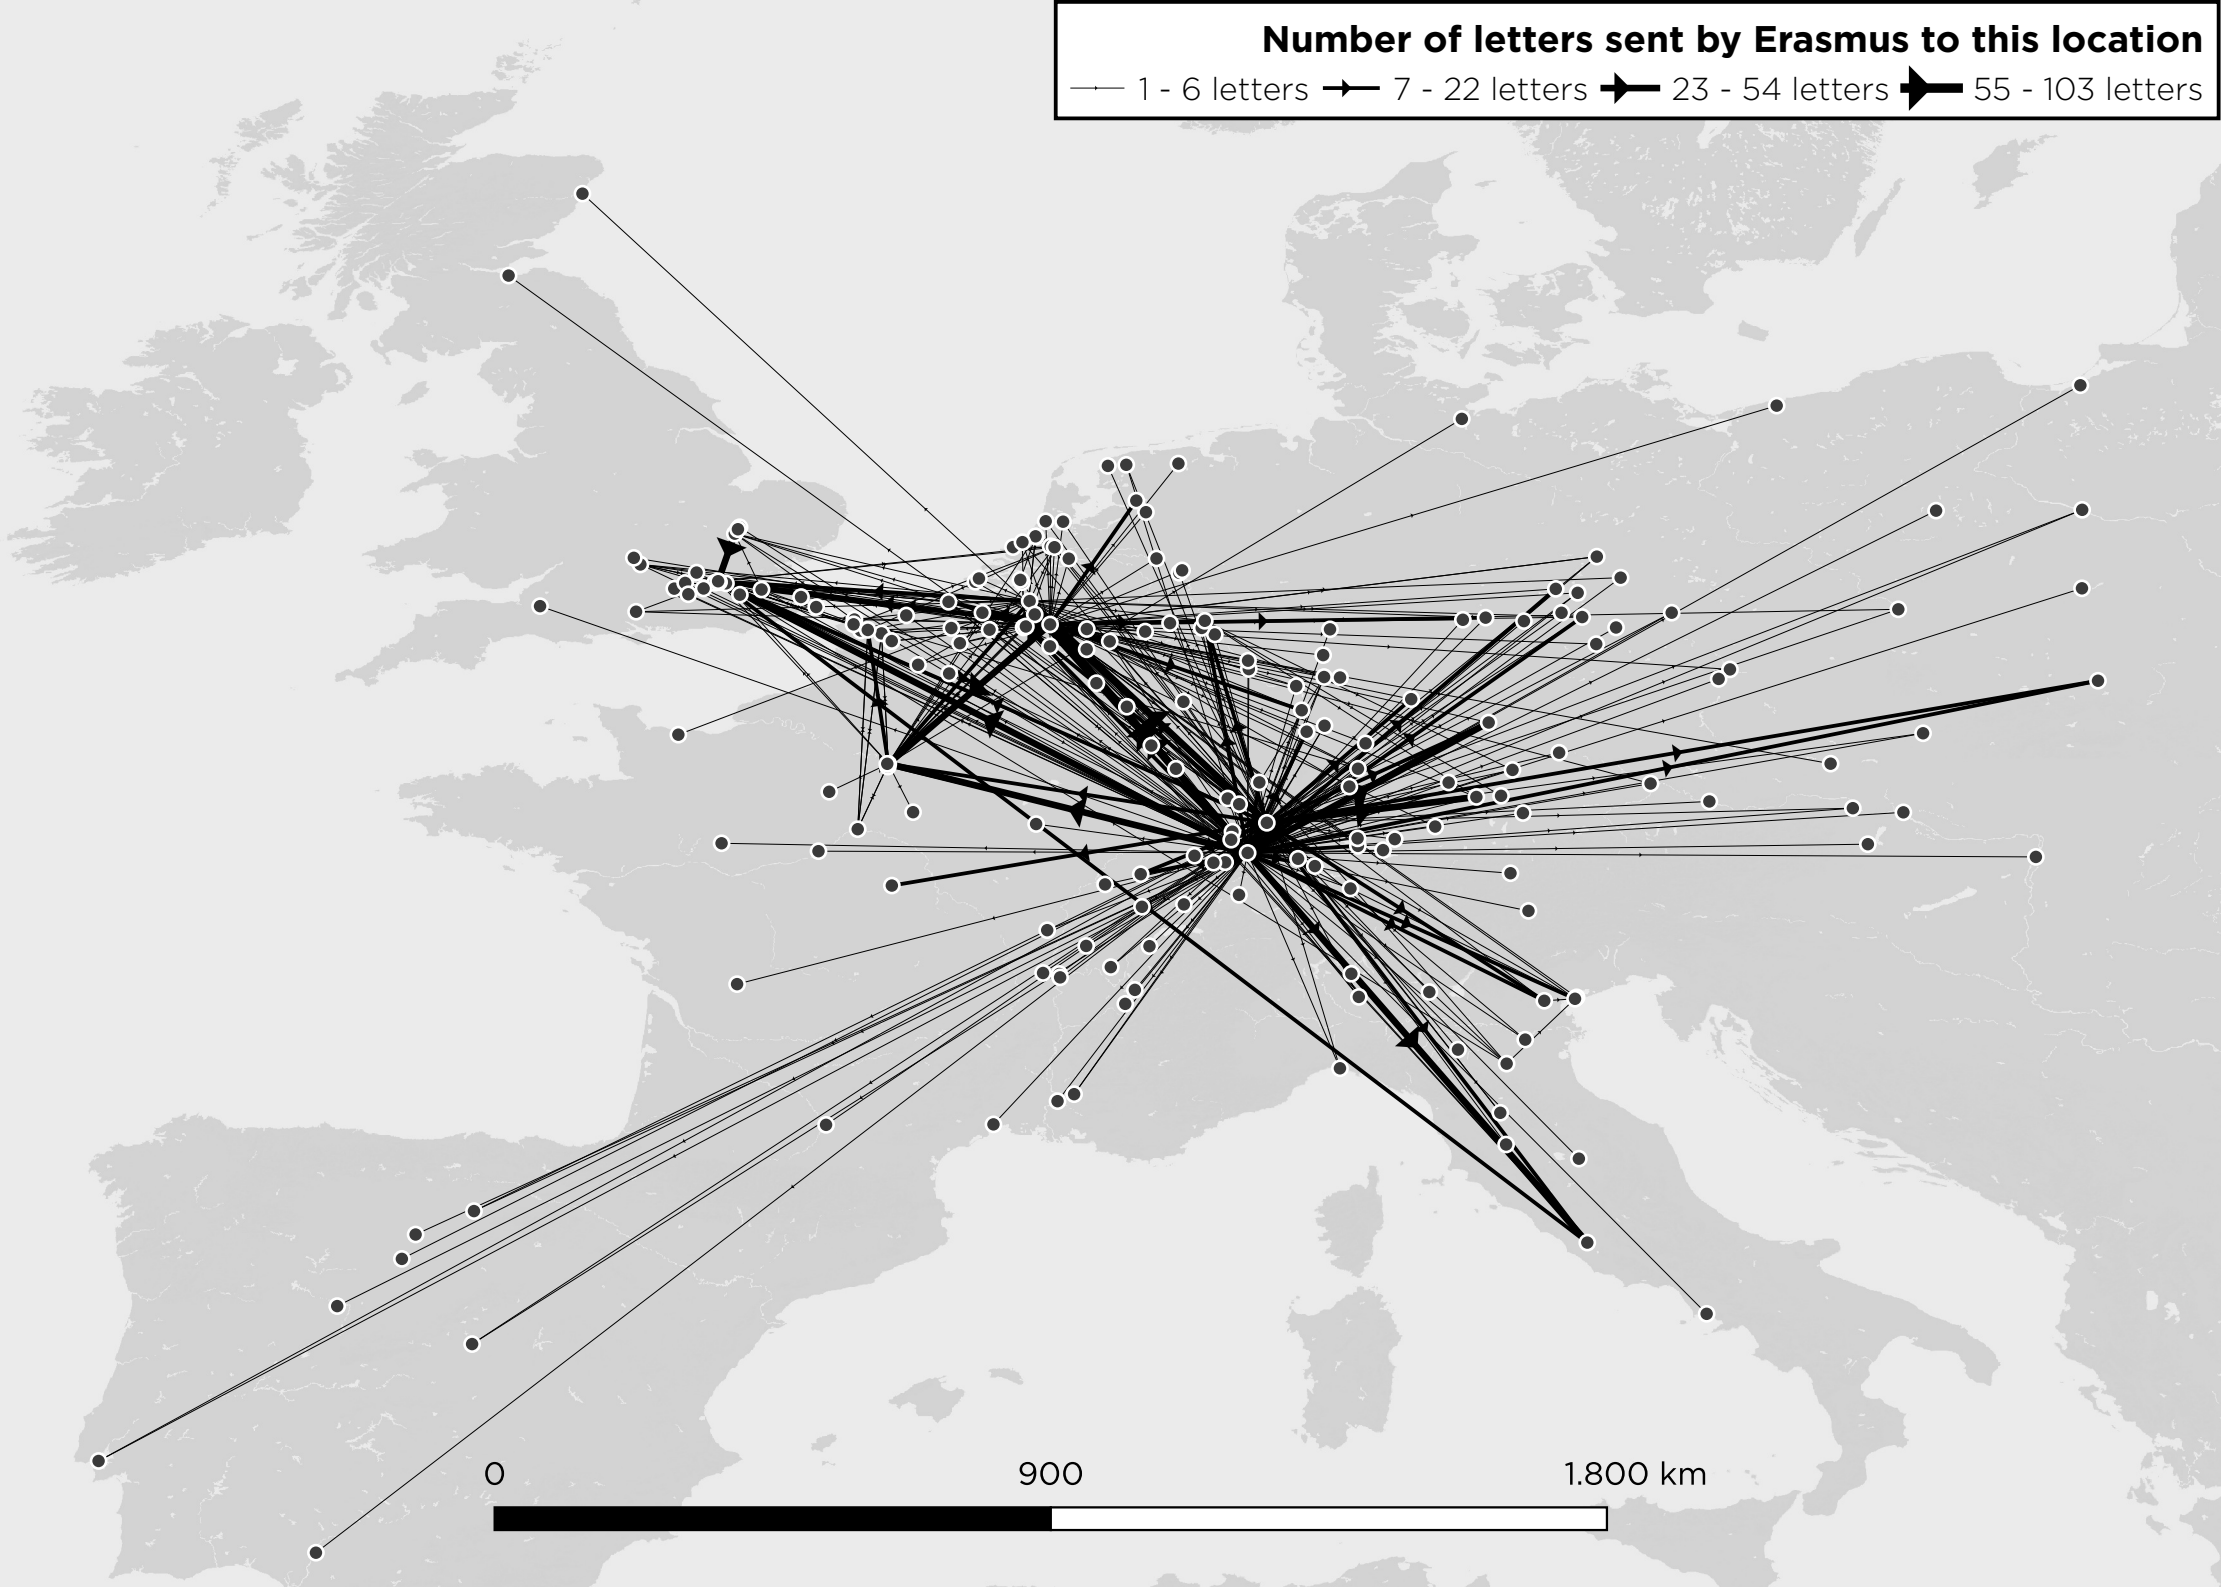 Number of letters sent by Erasmus to this location
1 - 6 letters 7 - 22 letters 23 - 54 letters 55 - 103 letters
0 900 1.800 km